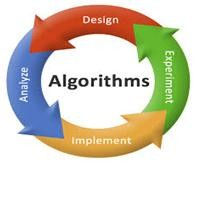 Design
Analyze
Algorithms
Experiment
Implement